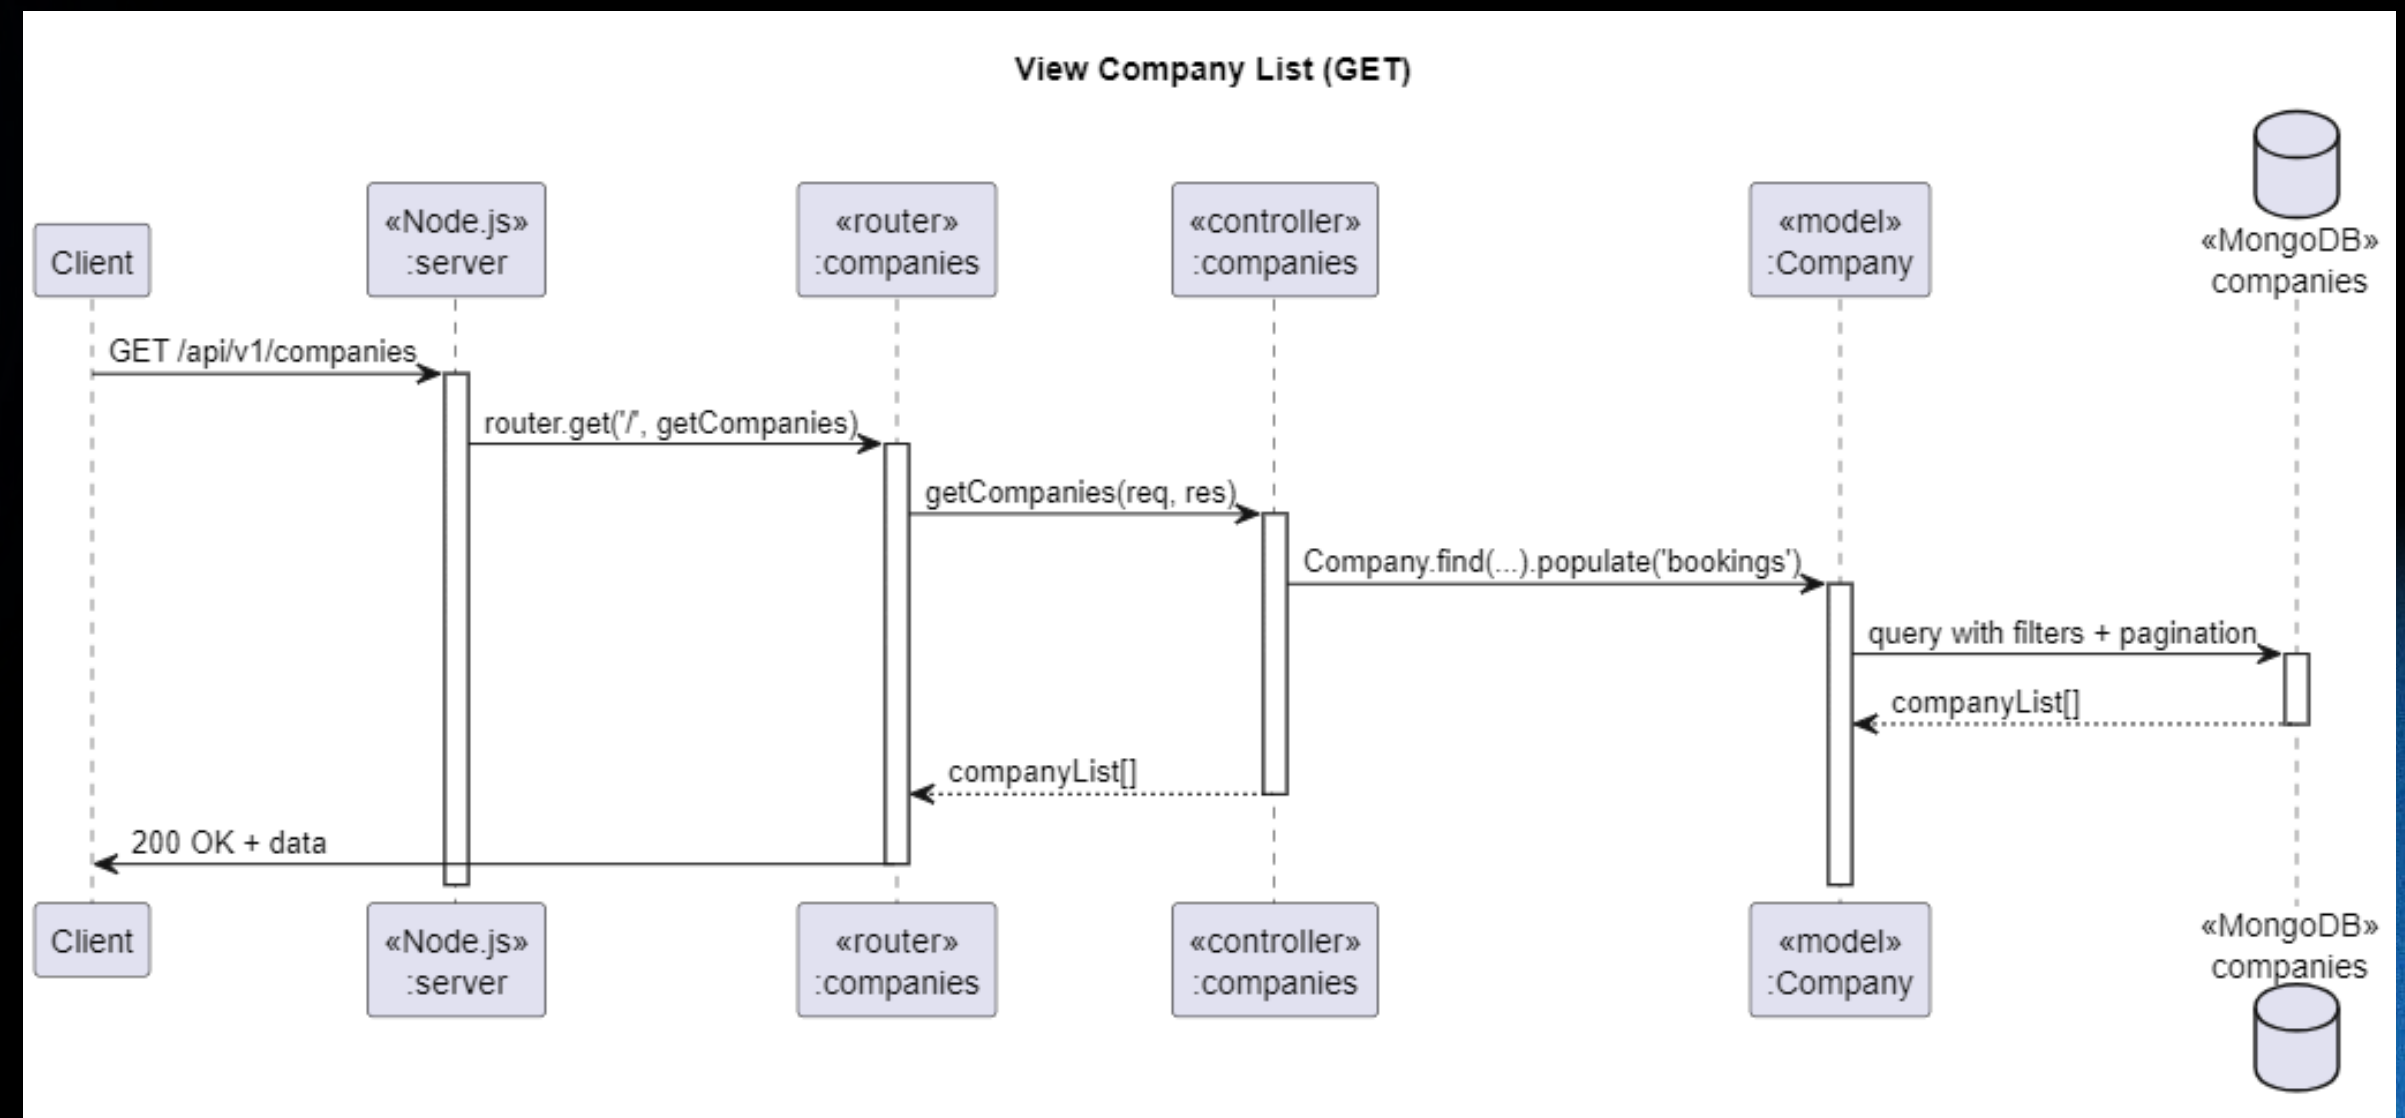 View Company List (GET)
«MongoDB»
companies
Client
«Node.js»
:server
«router»
:companies
«controller»
:companies
«model»
:Company
GET /api/v1/companies
router.get('/', getCompanies)
getCompanies(req, res)
Company.find(...).populate('bookings')
query with filters + pagination
companyList[]
companyList[]
200 OK + data
Client
«Node.js»
:server
«router»
:companies
«controller»
:companies
«model»
:Company
«MongoDB»
companies